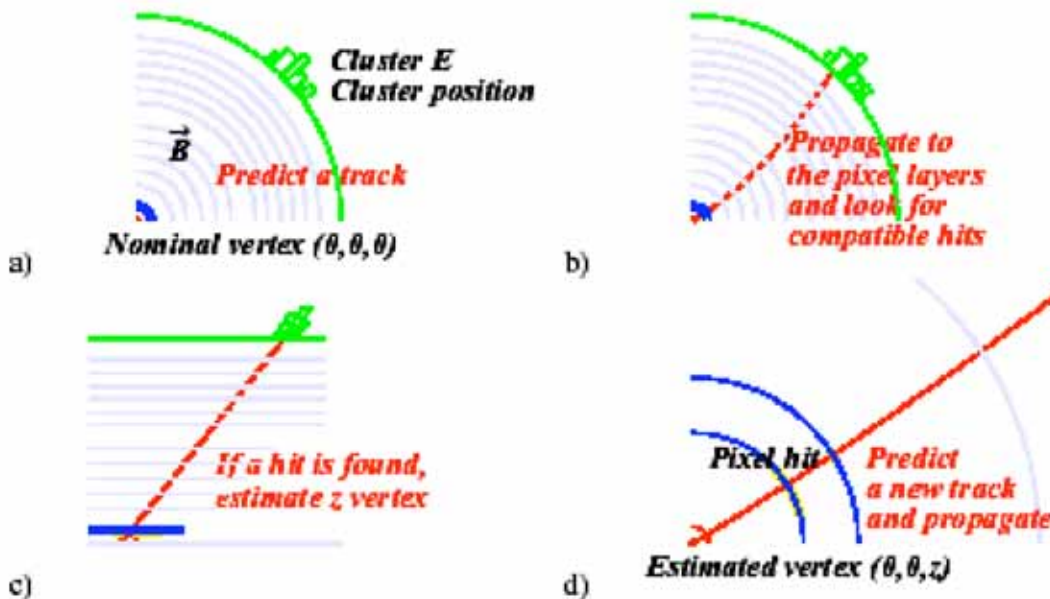 Cluster E
Cluster position
B
Predict a track
Nominal vertex (0,0,0)
a)
Propagate to
the pixel layers
and look for
compatible hits
b)
If a hit is found,
estimate z vertex
c)
Pixel hit
Predict
a new track
and propagate
Estimated vertex (0,0,z)
d)